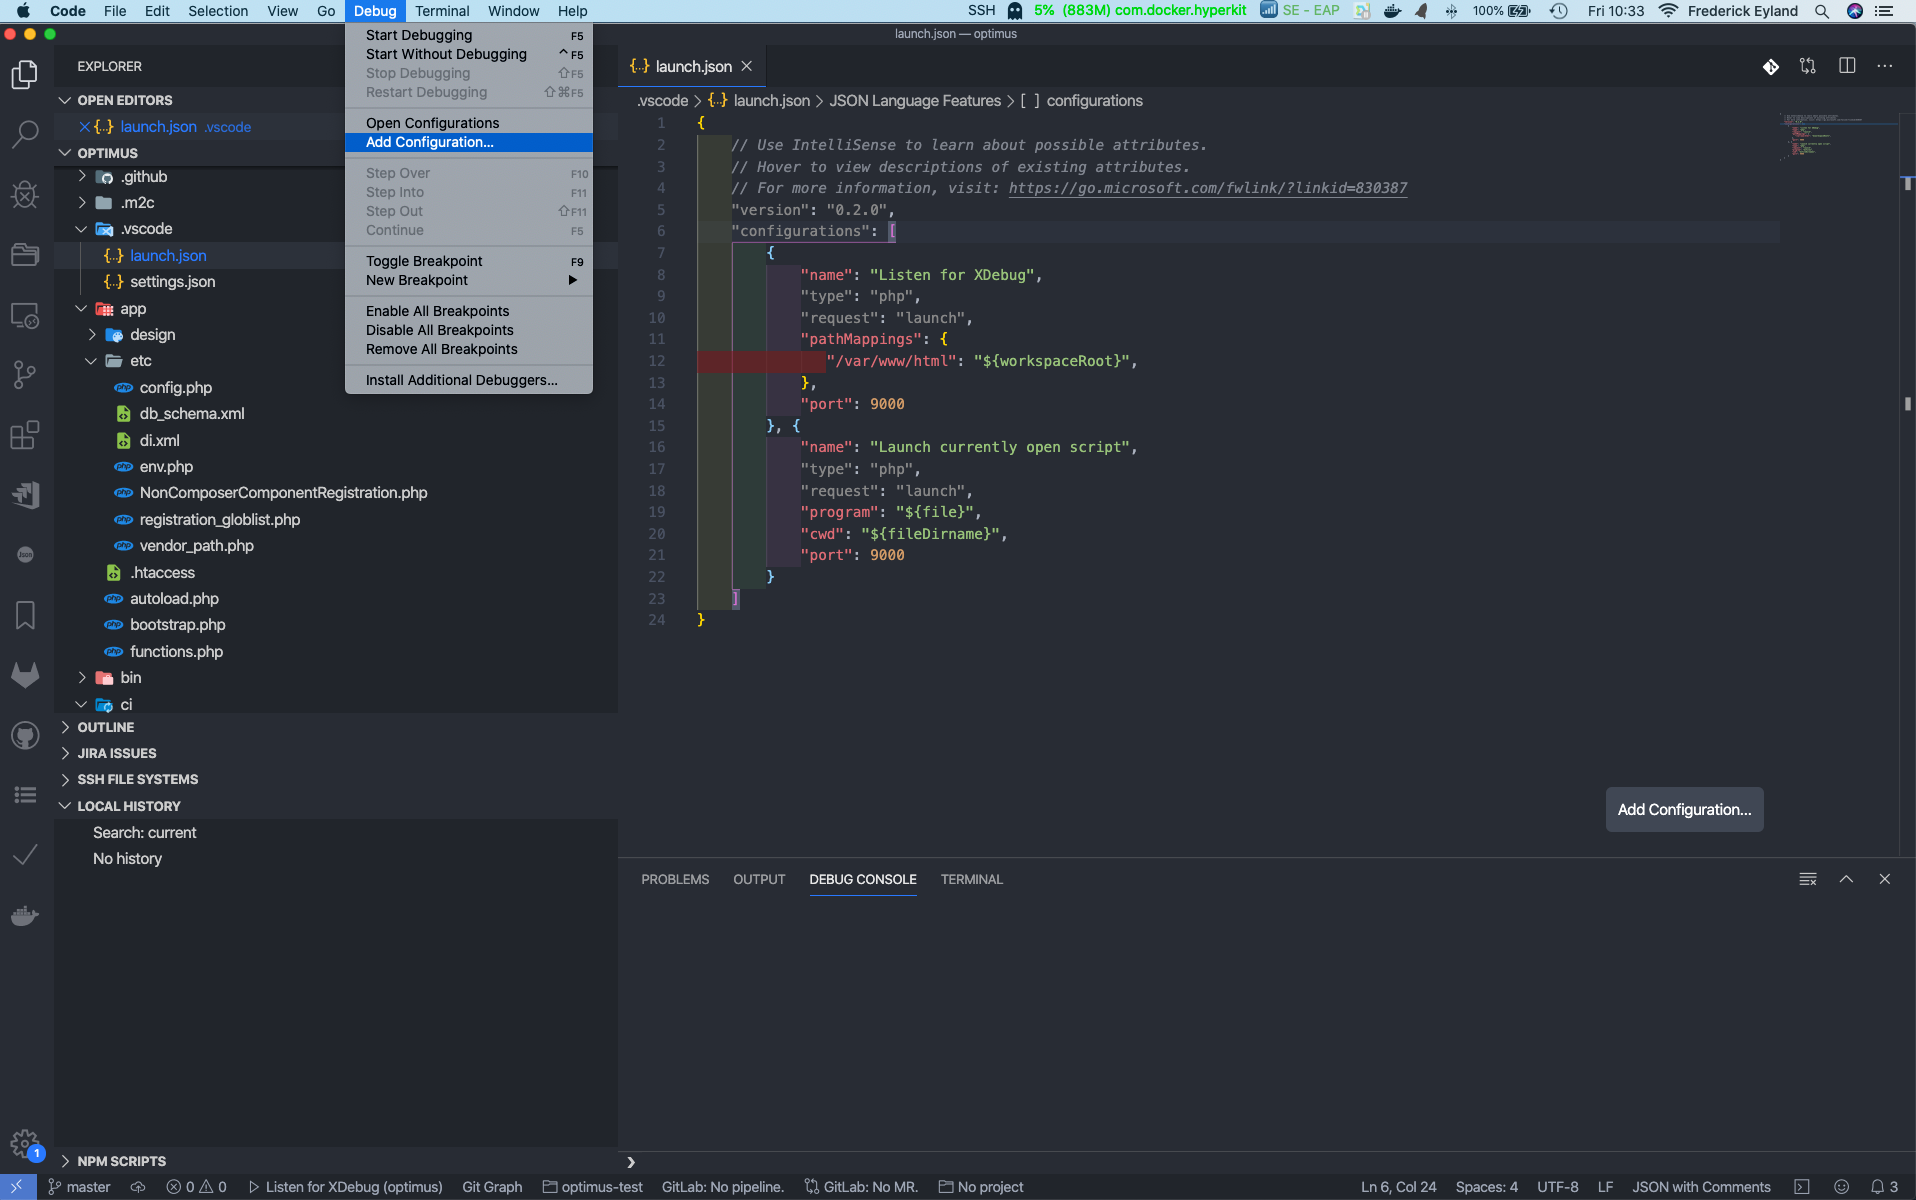 Code File Edit Selection View Go Debug Terminal Window Help SSH 5% (883M) com.docker.hyperkit SE - EAP 100% Fri 10:33 Frederick Eyland
launch.json — optimus
EXPLORER
OPEN EDITORS
launch.json .vscode
OPTIMUS
.github
.m2c
.vscode
launch.json
settings.json
app
design
etc
config.php
db_schema.xml
di.xml
env.php
NonComposerComponentRegistration.php
registration_globlist.php
vendor_path.php
.htaccess
autoload.php
bootstrap.php
functions.php
bin
ci
OUTLINE
JIRA ISSUES
SSH FILE SYSTEMS
LOCAL HISTORY
Search: current
No history
NPM SCRIPTS
Start Debugging F5
Start Without Debugging ^F5
Stop Debugging ⇧F5
Restart Debugging ⇧⌘F5
Open Configurations
Add Configuration...
Step Over F10
Step Into F11
Step Out ⇧F11
Continue F5
Toggle Breakpoint F9
New Breakpoint
Enable All Breakpoints
Disable All Breakpoints
Remove All Breakpoints
Install Additional Debuggers...
{..} launch.json
.vscode > {..} launch.json > JSON Language Features > [ ] configurations
1 {
2 // Use IntelliSense to learn about possible attributes.
3 // Hover to view descriptions of existing attributes.
4 // For more information, visit: https://go.microsoft.com/fwlink/?linkid=830387
5 "version": "0.2.0",
6 "configurations": [
7 {
8 "name": "Listen for XDebug",
9 "type": "php",
10 "request": "launch",
11 "pathMappings": {
12 "/var/www/html": "${workspaceRoot}",
13 },
14 "port": 9000
15 }, {
16 "name": "Launch currently open script",
17 "type": "php",
18 "request": "launch",
19 "program": "${file}",
20 "cwd": "${fileDirname}",
21 "port": 9000
22 }
23 ]
24 }
Add Configuration...
PROBLEMS OUTPUT DEBUG CONSOLE TERMINAL
1
master 0 0 Listen for XDebug (optimus) Git Graph optimus-test GitLab: No pipeline. GitLab: No MR. No project Ln 6, Col 24 Spaces: 4 UTF-8 LF JSON with Comments 3